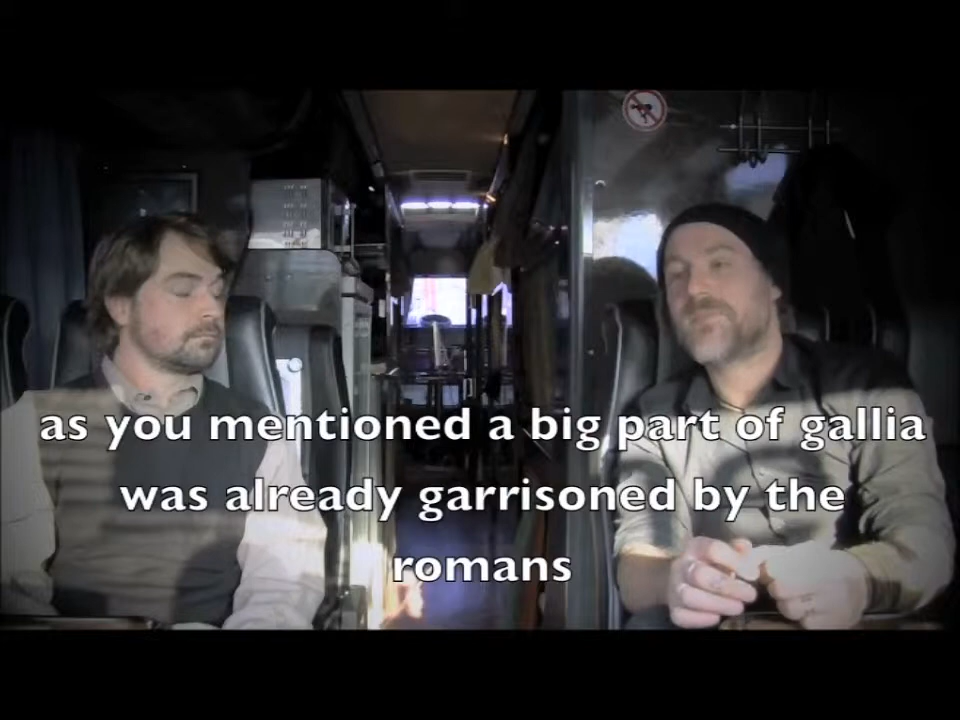 as you mentioned a big part of gallia
was already garrisoned by the
romans